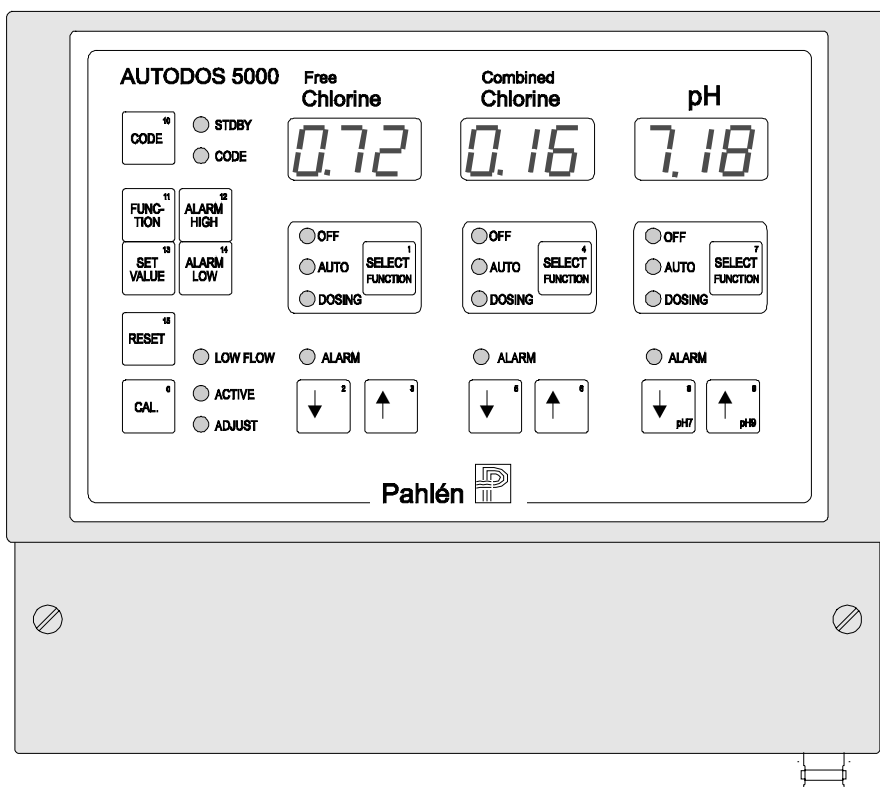 AUTODOS 5000
Free
Chlorine
Combined
Chlorine
pH
10
CODE
STDBY
CODE
0.72
0.16
7.18
11
FUNC-
TION
12
ALARM
HIGH
13
SET
VALUE
14
ALARM
LOW
OFF
AUTO
DOSING
1
SELECT
FUNCTION
OFF
AUTO
DOSING
4
SELECT
FUNCTION
OFF
AUTO
DOSING
7
SELECT
FUNCTION
15
RESET
LOW FLOW
ALARM
ALARM
ALARM
0
CAL.
ACTIVE
ADJUST
2
3
5
6
8
pH7
9
pH9
Pahlén